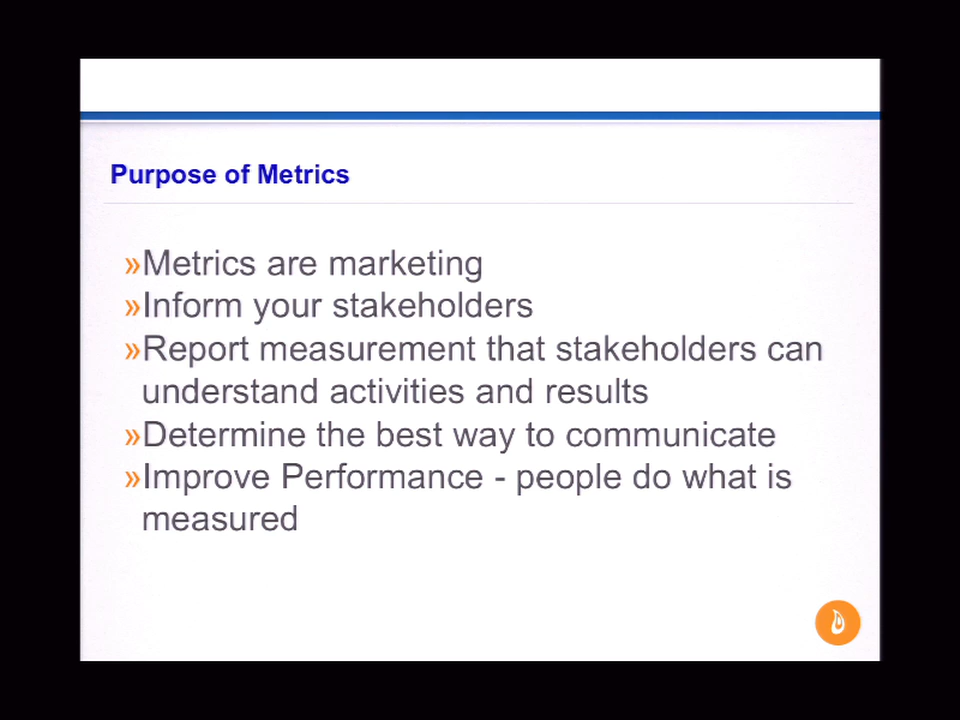 Purpose of Metrics
»Metrics are marketing
»Inform your stakeholders
»Report measurement that stakeholders can
understand activities and results
»Determine the best way to communicate
»Improve Performance - people do what is
measured